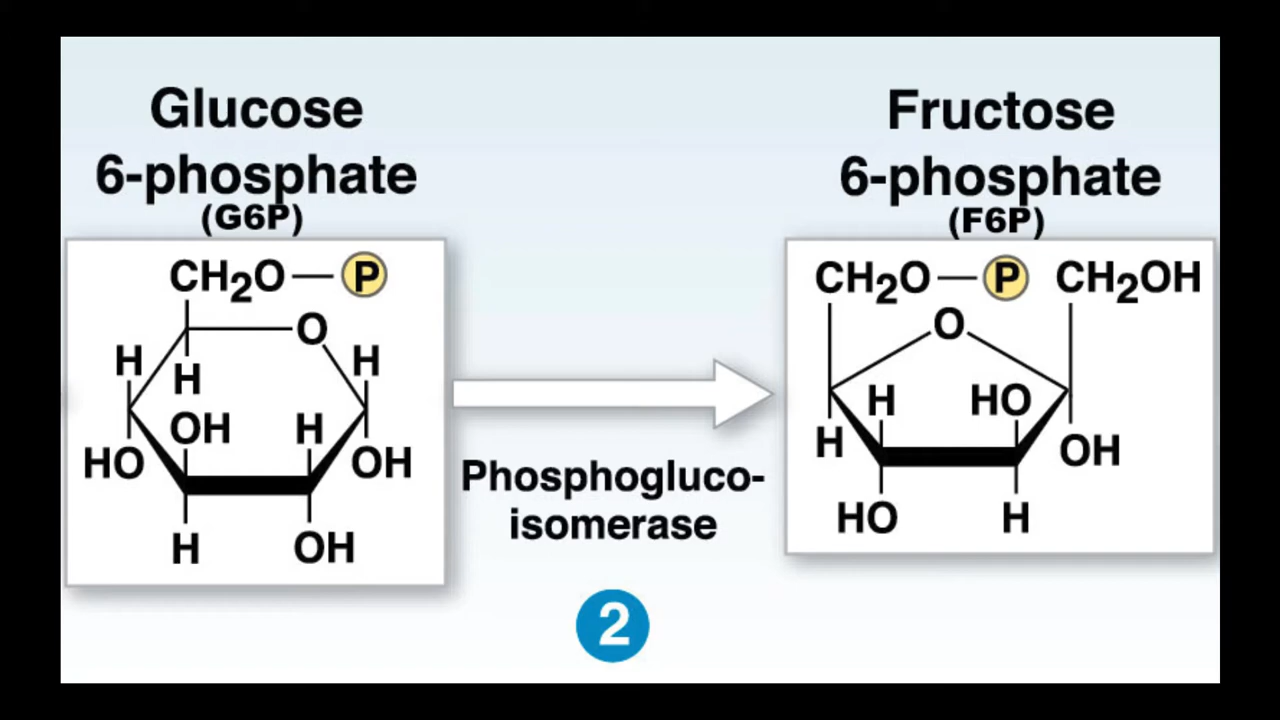 Glucose
6-phosphate
(G6P)
Fructose
6-phosphate
(F6P)
CH2O — P
O
H
H
H
OH
H
HO
OH
H
OH
Phosphogluco-
isomerase
2
CH2O — P
CH2OH
O
H
HO
H
OH
HO
H